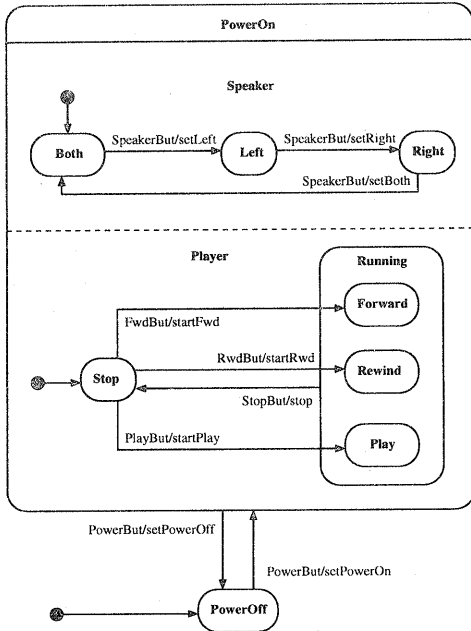 PowerOn
Speaker
Both
SpeakerBut/setLeft
Left
SpeakerBut/setRight
Right
SpeakerBut/setBoth
Player
Running
Forward
FwdBut/startFwd
RwdBut/startRwd
Rewind
Stop
StopBut/stop
PlayBut/startPlay
Play
PowerBut/setPowerOff
PowerBut/setPowerOn
PowerOff